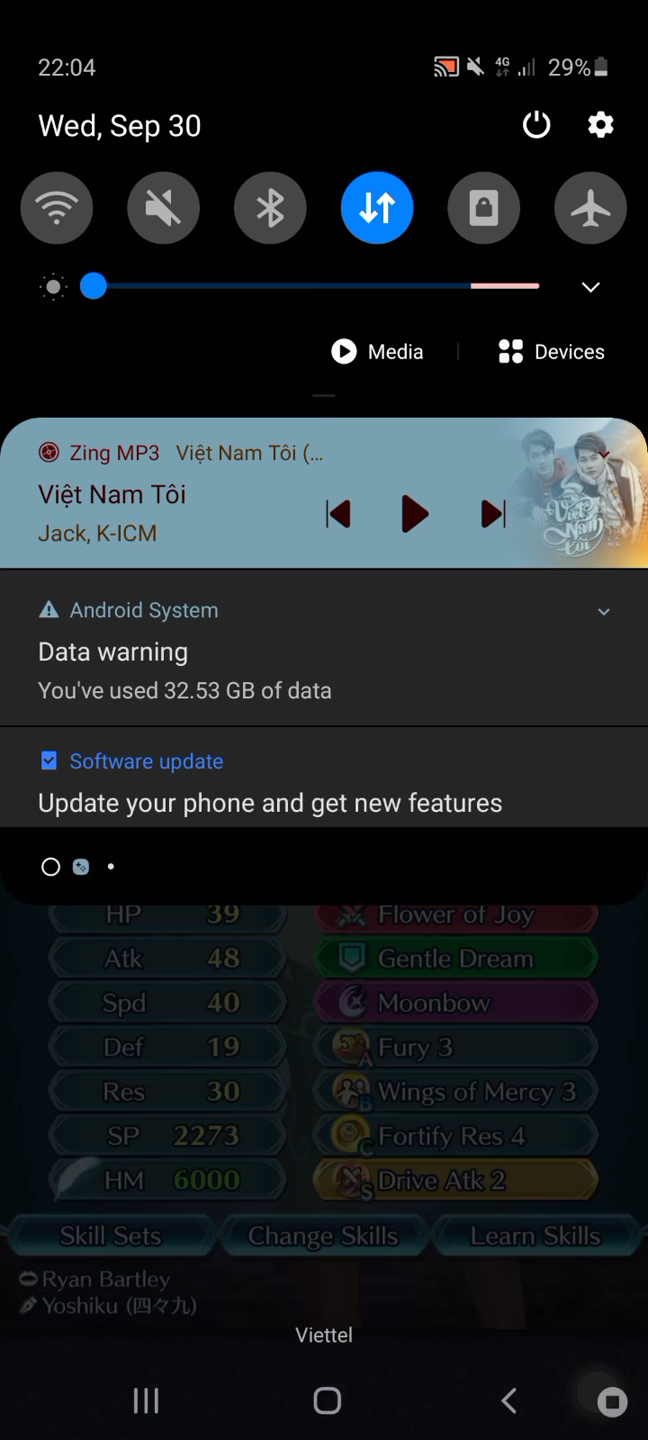 22:04 4G 29%
Wed, Sep 30
Media Devices
Zing MP3 Việt Nam Tôi (...
Việt Nam Tôi
Jack, K-ICM
Việt Nam Tôi
Android System
Data warning
You've used 32.53 GB of data
Software update
Update your phone and get new features
HP 39 Flower of Joy
Atk 48 Gentle Dream
Spd 40 Moonbow
Def 19 A Fury 3
Res 30 B Wings of Mercy 3
SP 2273 C Fortify Res 4
HM 6000 S Drive Atk 2
Skill Sets Change Skills Learn Skills
Ryan Bartley
Yoshiku (四々九)
Viettel